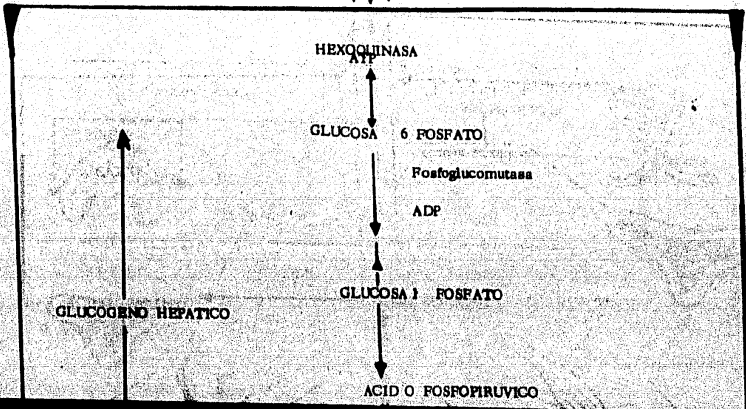 HEXOQUINASA
ATP
GLUCOSA 6 FOSFATO
Fosfoglucomutasa
ADP
GLUCOSA 1 FOSFATO
GLUCOGENO HEPATICO
ACIDO FOSFOPIRUVICO